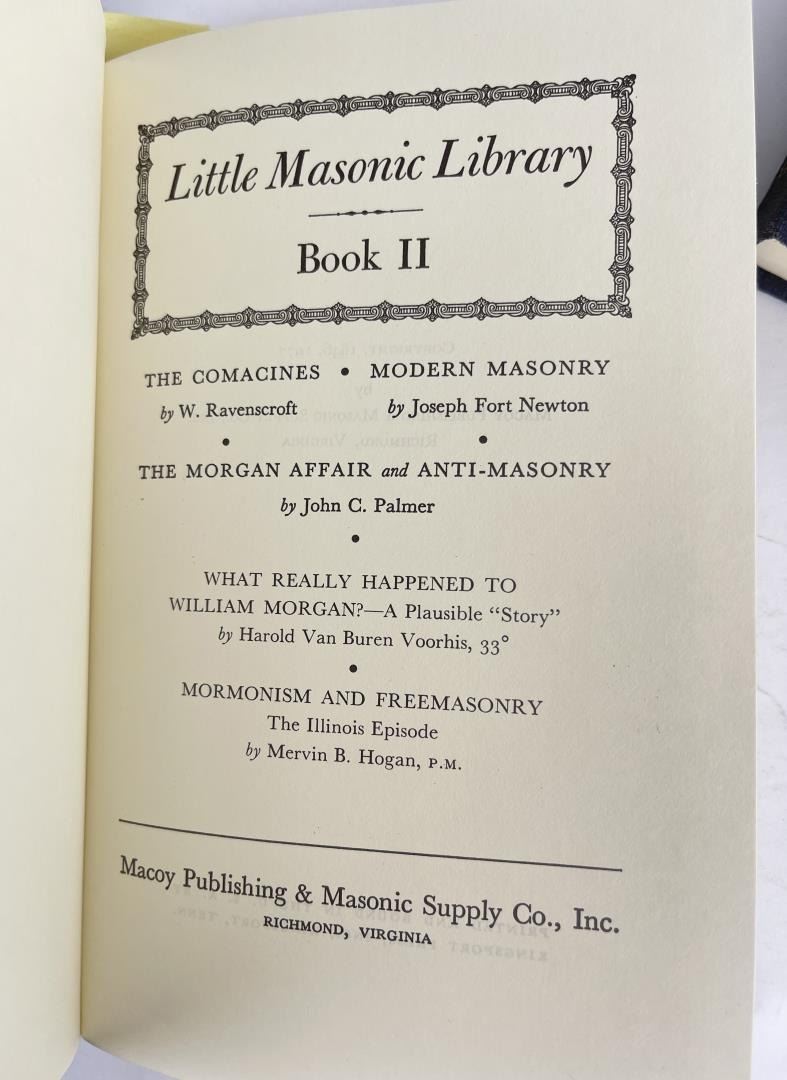 Little Masonic Library
Book II
THE COMACINES • MODERN MASONRY
by W. Ravenscroft by Joseph Fort Newton
• •
THE MORGAN AFFAIR and ANTI-MASONRY
by John C. Palmer
•
WHAT REALLY HAPPENED TO
WILLIAM MORGAN?—A Plausible "Story"
by Harold Van Buren Voorhis, 33°
•
MORMONISM AND FREEMASONRY
The Illinois Episode
by Mervin B. Hogan, P.M.
Macoy Publishing & Masonic Supply Co., Inc.
RICHMOND, VIRGINIA